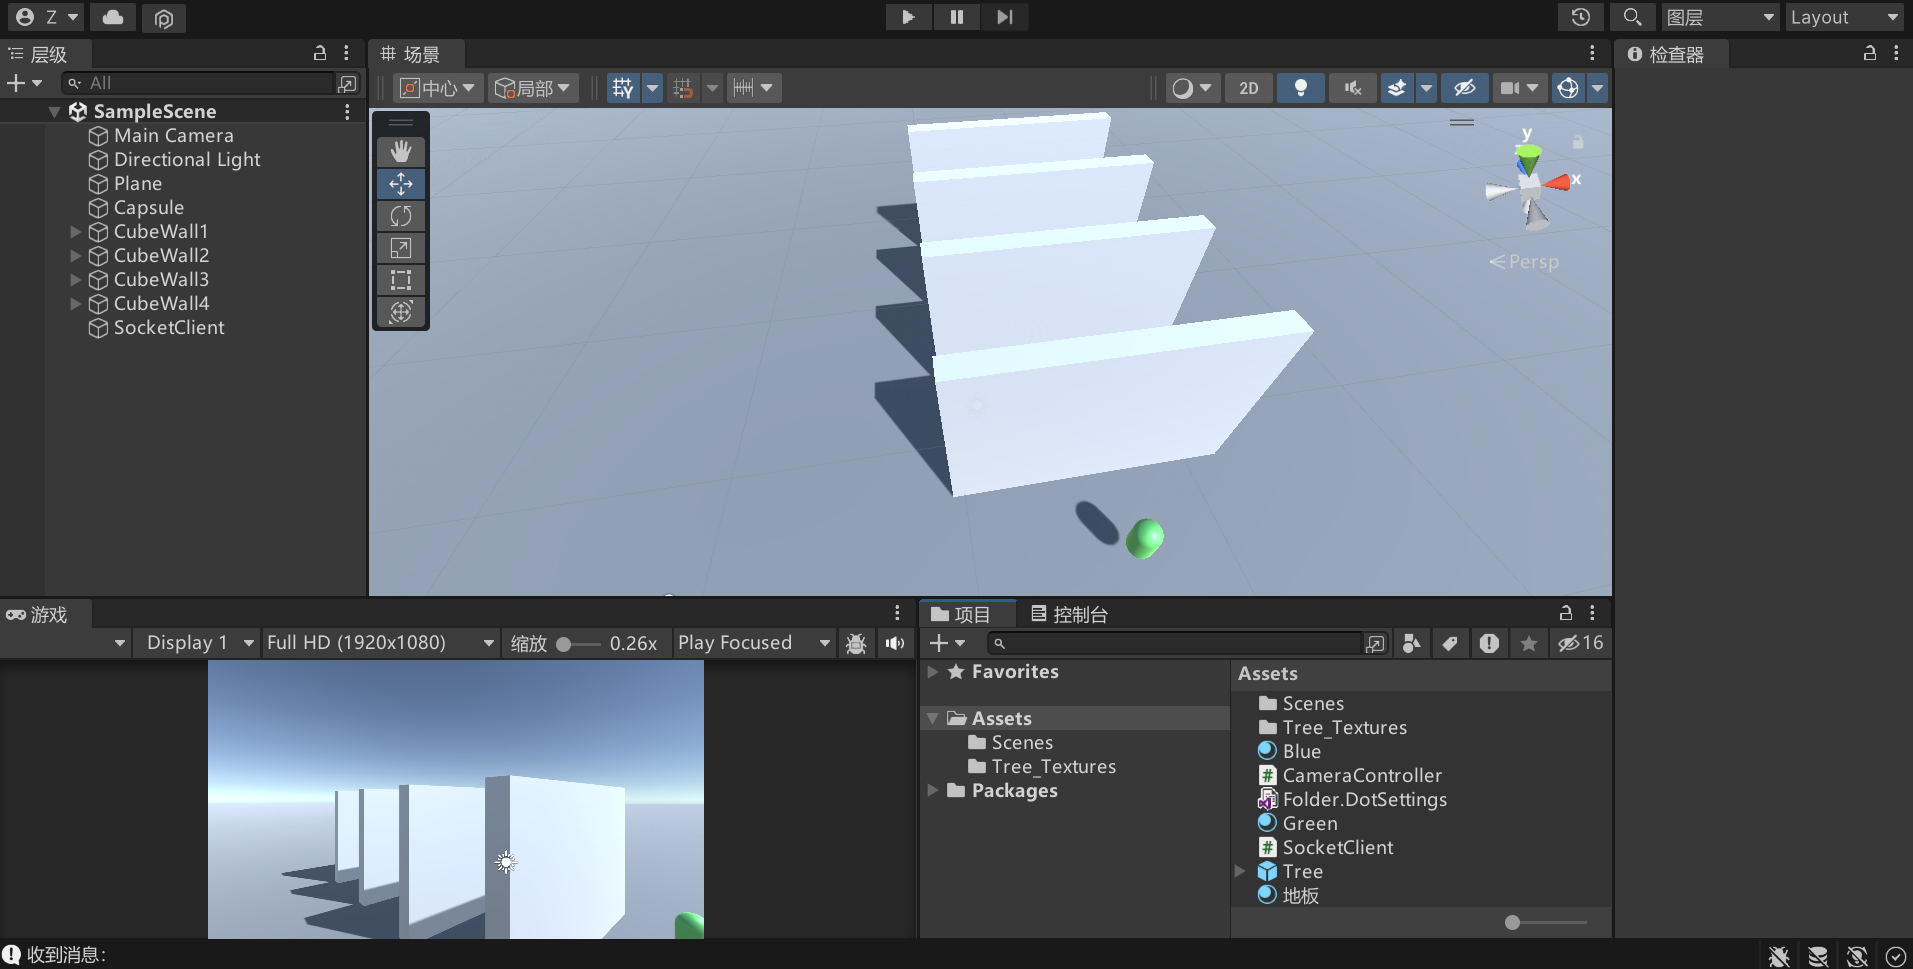 Z
图层
Layout
层级
场景
检查器
All
中心
局部
2D
SampleScene
Main Camera
Directional Light
Plane
Capsule
CubeWall1
CubeWall2
CubeWall3
CubeWall4
SocketClient
y
z
x
Persp
游戏
Display 1
Full HD (1920x1080)
缩放
0.26x
Play Focused
项目
控制台
16
Favorites
Assets
Scenes
Tree_Textures
Packages
Assets
Scenes
Tree_Textures
Blue
CameraController
Folder.DotSettings
Green
SocketClient
Tree
地板
收到消息: